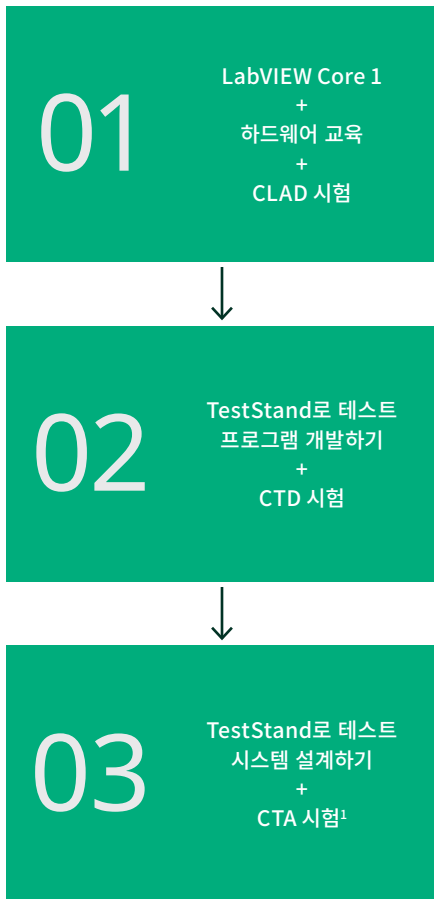 01
LabVIEW Core 1
+
하드웨어 교육
+
CLAD 시험
02
TestStand로 테스트
프로그램 개발하기
+
CTD 시험
03
TestStand로 테스트
시스템 설계하기
+
CTA 시험¹